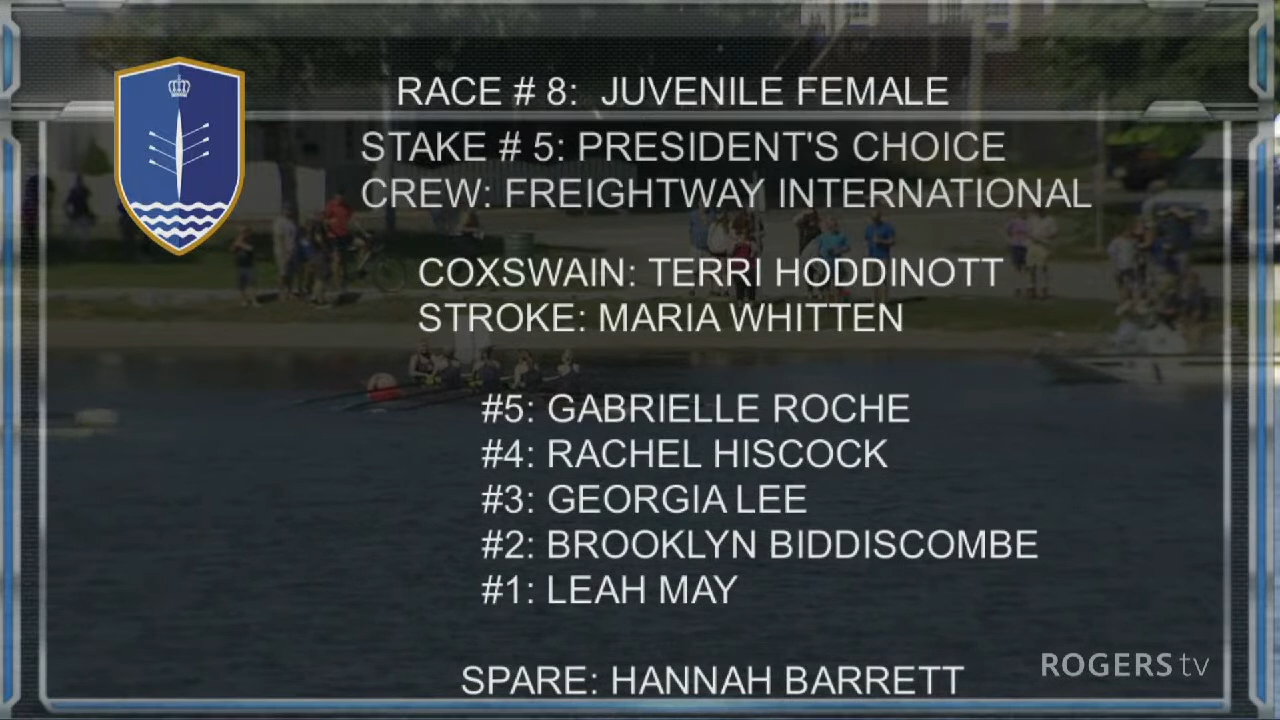 RACE # 8: JUVENILE FEMALE
STAKE # 5: PRESIDENT'S CHOICE
CREW: FREIGHTWAY INTERNATIONAL
COXSWAIN: TERRI HODDINOTT
STROKE: MARIA WHITTEN
#5: GABRIELLE ROCHE
#4: RACHEL HISCOCK
#3: GEORGIA LEE
#2: BROOKLYN BIDDISCOMBE
#1: LEAH MAY
SPARE: HANNAH BARRETT
ROGERS tv